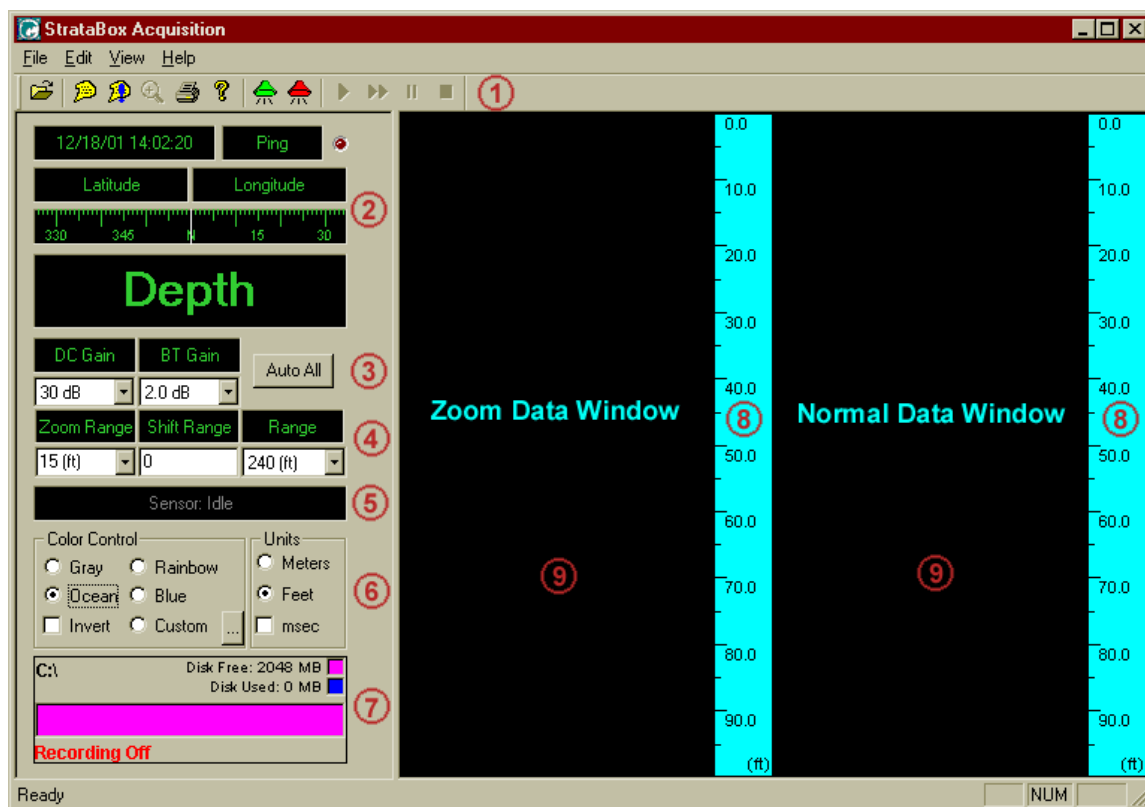 StrataBox Acquisition
File Edit View Help
1
12/18/01 14:02:20 Ping
Latitude Longitude
2
330 345 N 15 30
Depth
DC Gain BT Gain
Auto All
3
30 dB 2.0 dB
Zoom Range Shift Range Range
4
15 (ft) 0 240 (ft)
Sensor: Idle
5
Color Control Units
Gray Rainbow Meters
Ocean Blue Feet
6
Invert Custom ... msec
C:\ Disk Free: 2048 MB
Disk Used: 0 MB
7
Recording Off
Zoom Data Window
9
0.0
10.0
20.0
30.0
40.0
8
50.0
60.0
70.0
80.0
90.0
(ft)
Normal Data Window
9
0.0
10.0
20.0
30.0
40.0
8
50.0
60.0
70.0
80.0
90.0
(ft)
Ready NUM